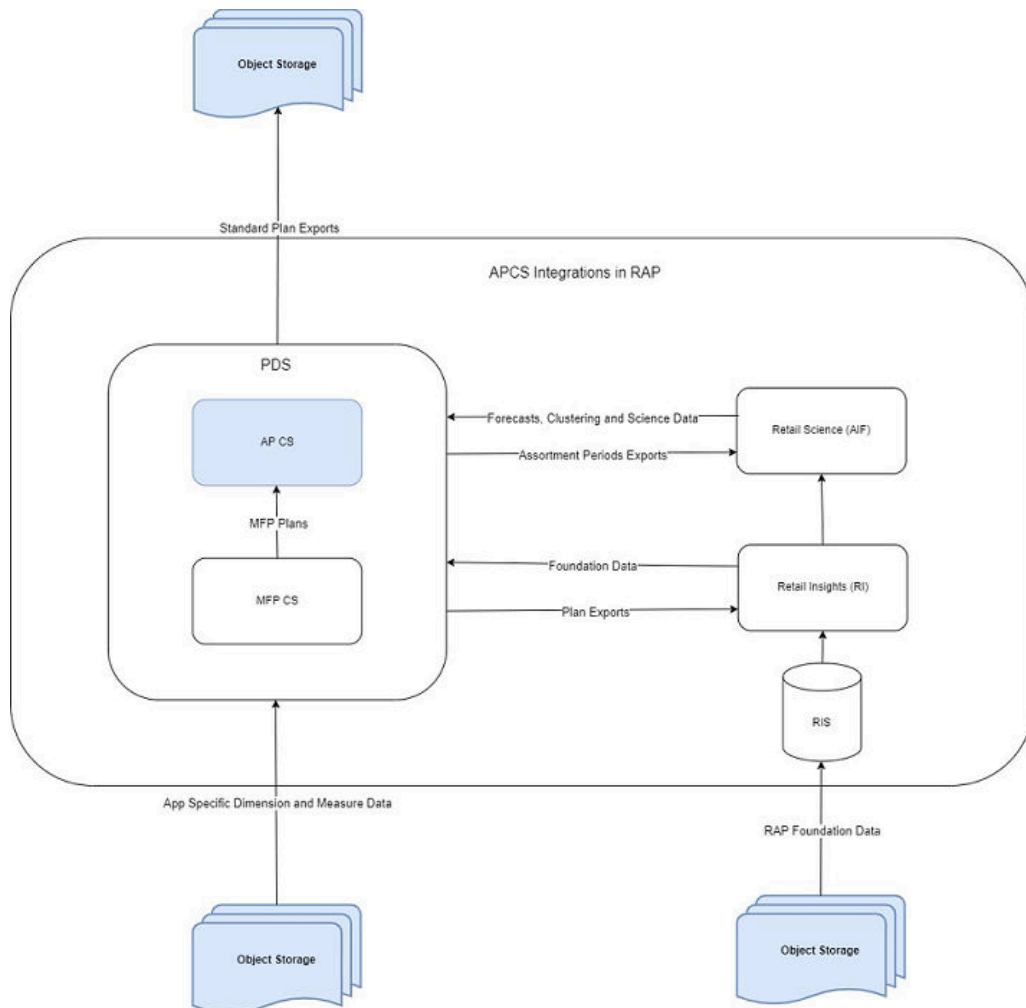 Object Storage
Standard Plan Exports
APCS Integrations in RAP
PDS
AP CS
Forecasts, Clustering and Science Data
Retail Science (AIF)
Assortment Periods Exports
MFP Plans
Foundation Data
Retail Insights (RI)
MFP CS
Plan Exports
RIS
App Specific Dimension and Measure Data
RAP Foundation Data
Object Storage
Object Storage